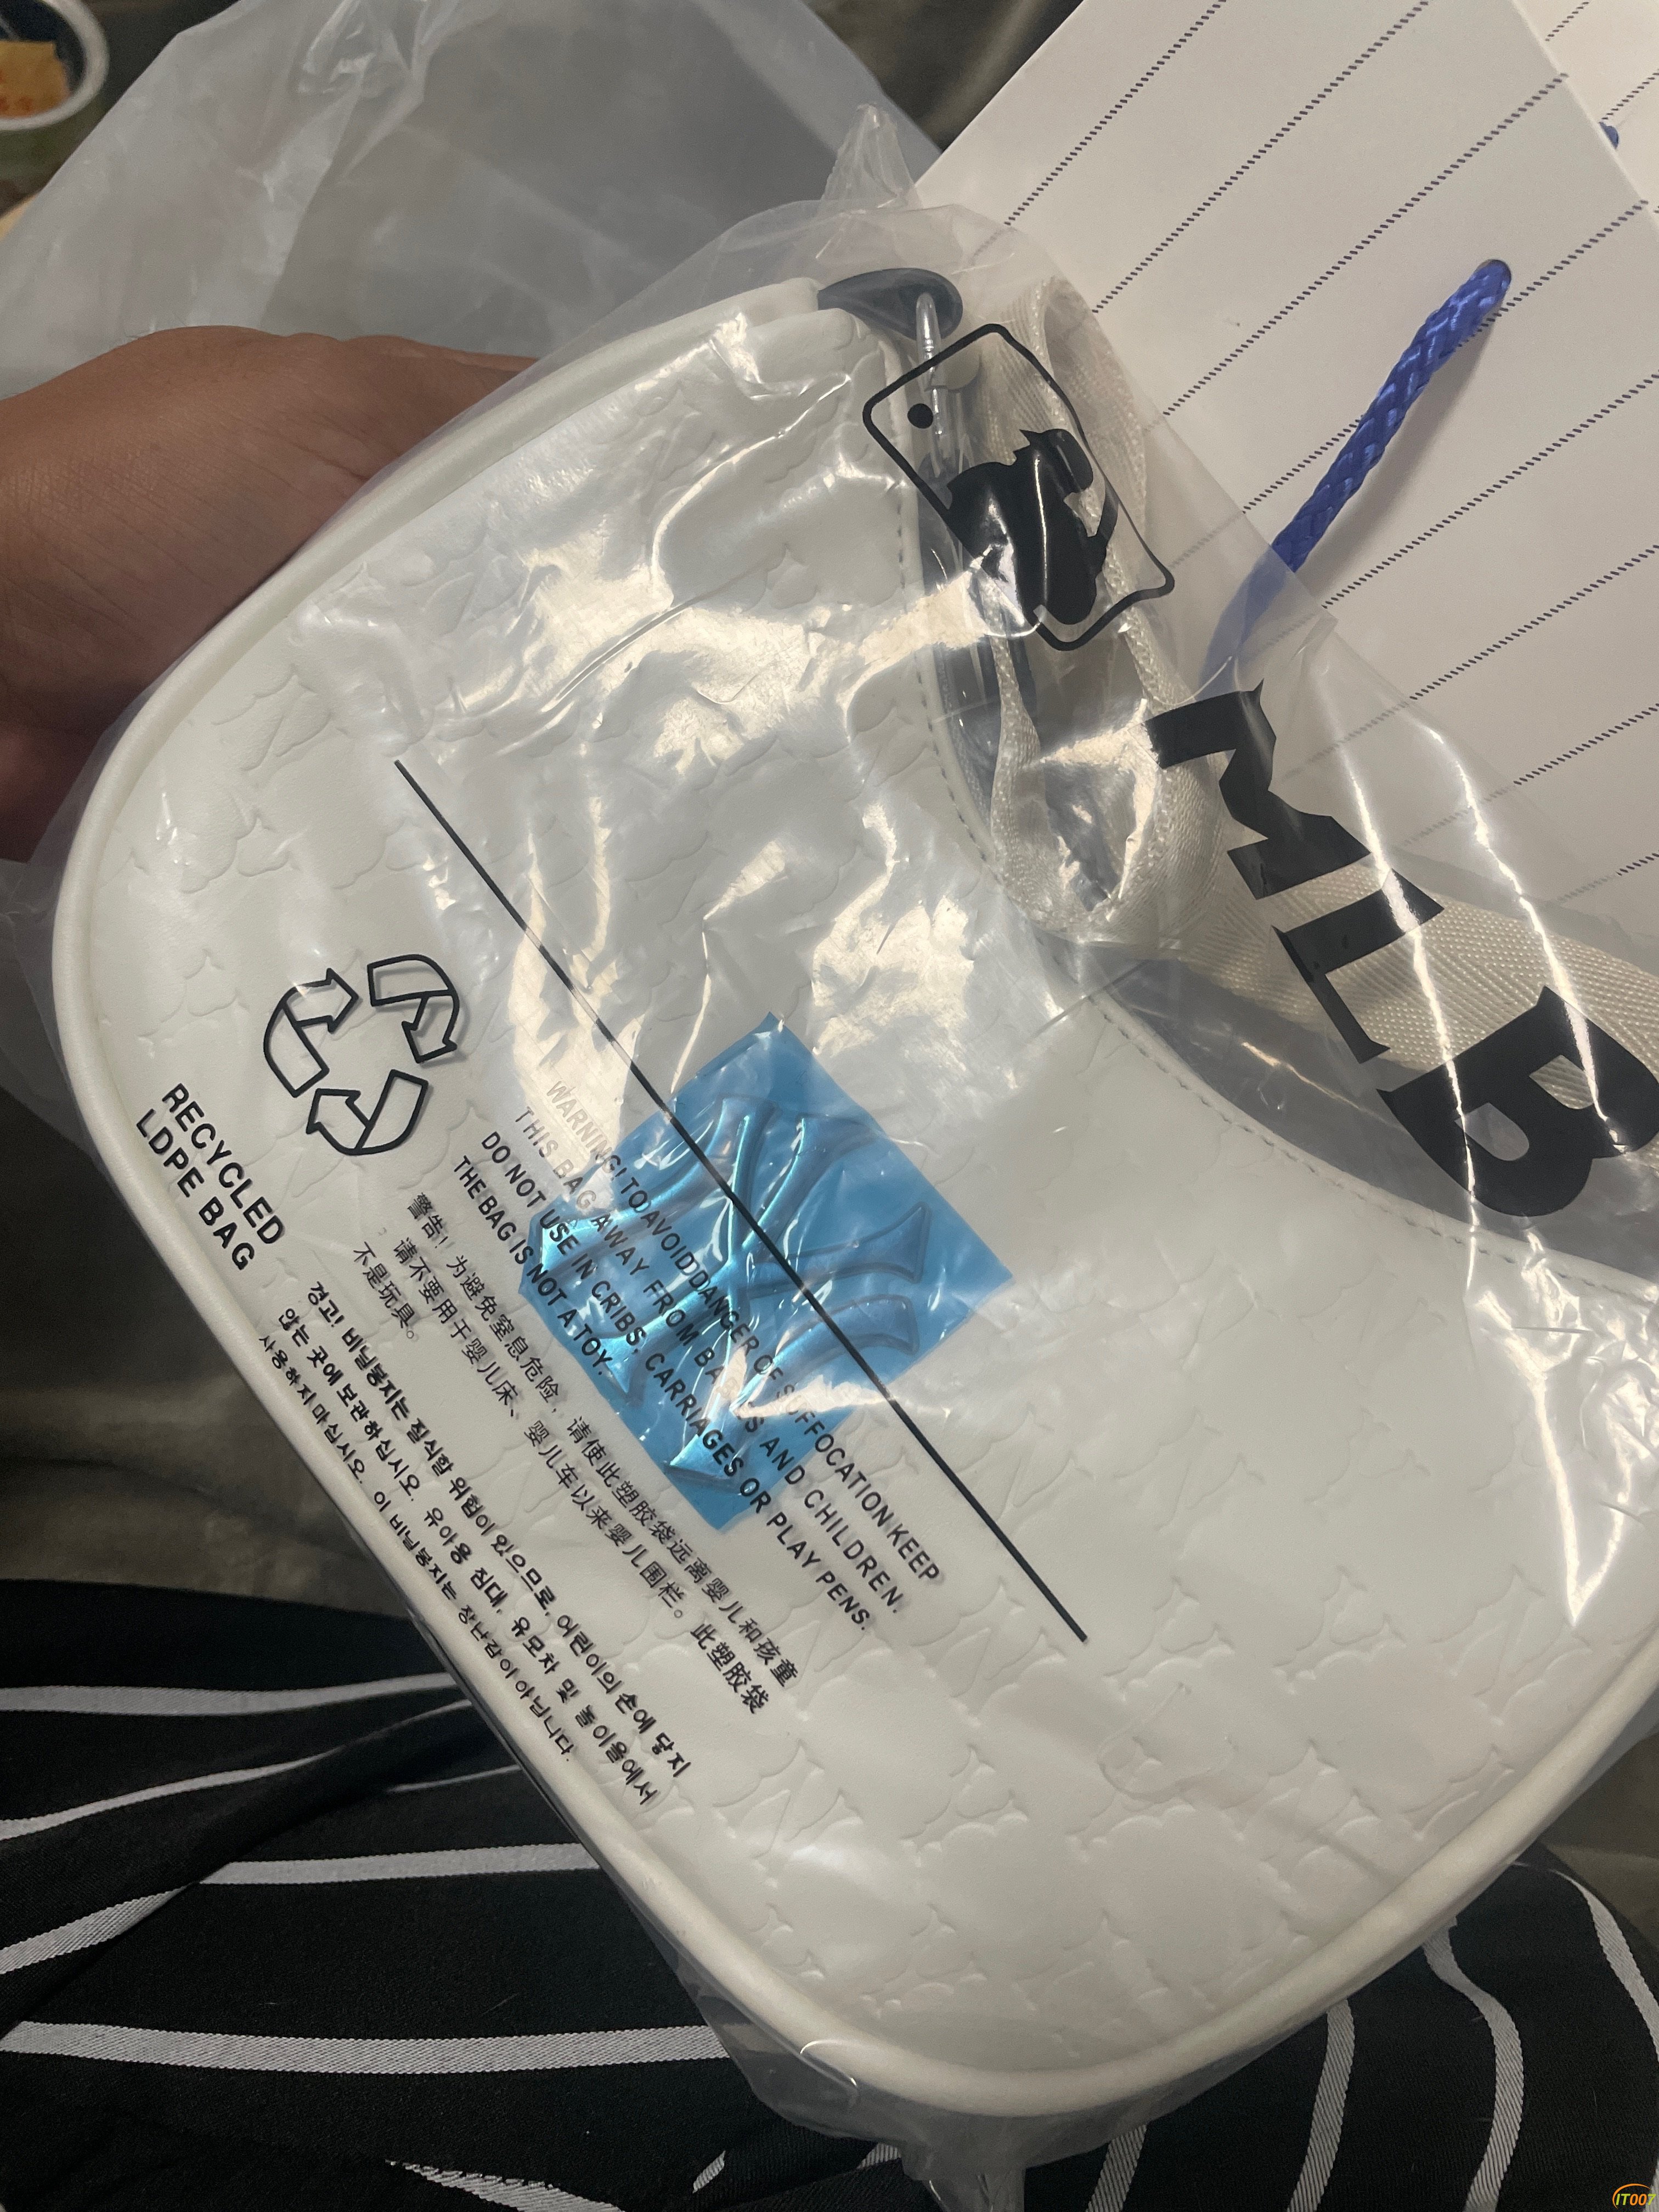 MLB
WARNING! TO AVOID DANGER OF SUFFOCATION KEEP
THIS BAG AWAY FROM BABIES AND CHILDREN.
DO NOT USE IN CRIBS, CARRIAGES OR PLAY PENS.
THE BAG IS NOT A TOY.
警告！为避免窒息危险，请使此塑胶袋远离婴儿和孩童
请不要用于婴儿床、婴儿车以来婴儿围栏。此塑胶袋
不是玩具。
경고! 비닐봉지는 질식할 위험이 있으므로, 어린이의 손에 닿지
않는 곳에 보관하십시오. 유아용 침대, 유모차 및 놀이울에서
사용하지 마십시오. 이 비닐봉지는 장난감이 아닙니다.
RECYCLED
LDPE BAG
NY
IT007